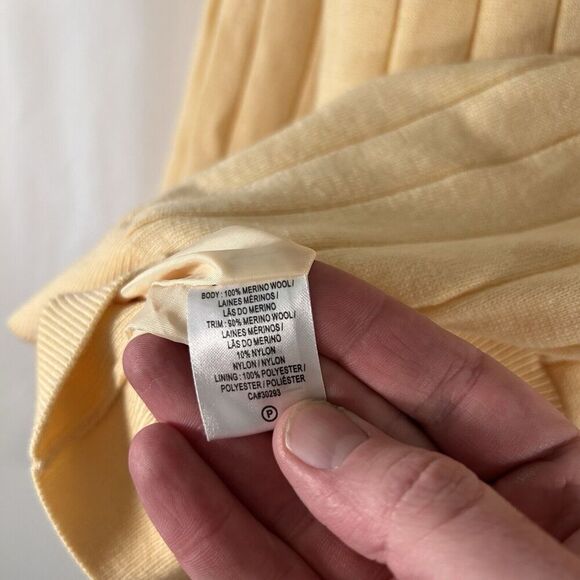 BODY: 100% MERINO WOOL /
LAINES MÉRINOS /
LÃS DO MERINO
TRIM: 90% MERINO WOOL /
LAINES MÉRINOS /
LÃS DO MERINO
10% NYLON
NYLON / NYLON
LINING: 100% POLYESTER /
POLYESTER / POLIÉSTER
CA#30293
P